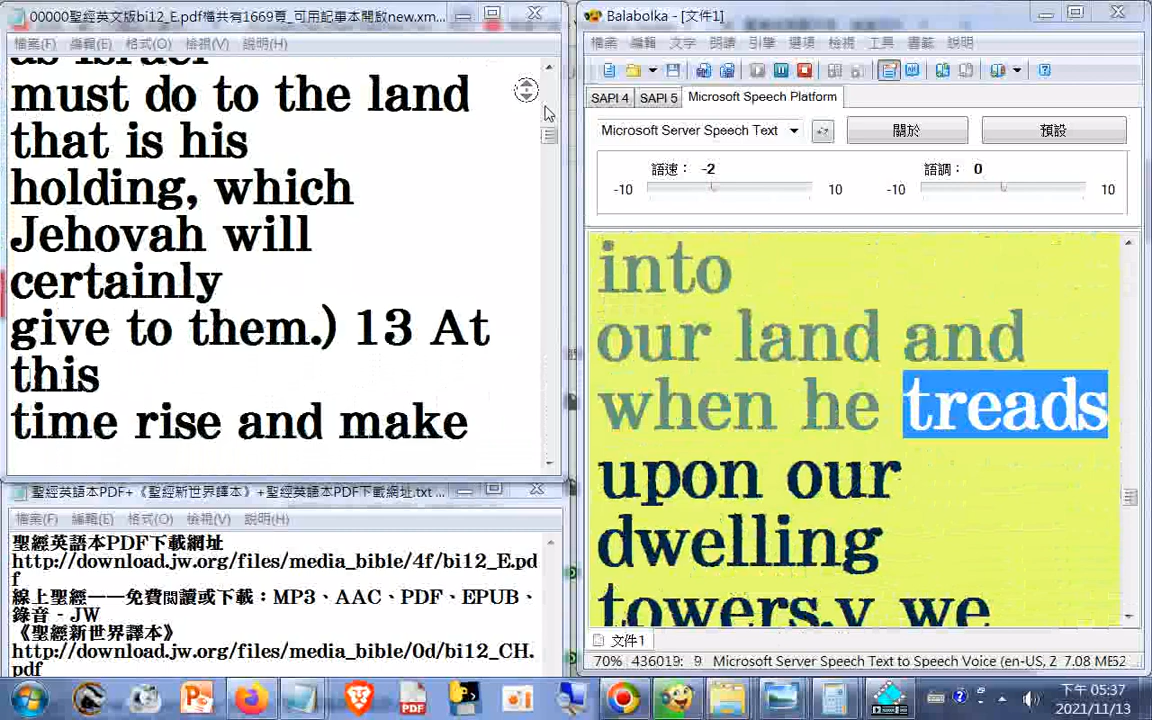 00000聖經英文版bi12_E.pdf檔共有1669頁_可用記事本開啟new.xm...
檔案(F) 編輯(E) 格式(O) 檢視(V) 說明(H)
as Israel
must do to the land
that is his
holding, which
Jehovah will
certainly
give to them.) 13 At
this
time rise and make
聖經英語本PDF+《聖經新世界譯本》+聖經英語本PDF下載網址.txt ...
檔案(F) 編輯(E) 格式(O) 檢視(V) 說明(H)
聖經英語本PDF下載網址
http://download.jw.org/files/media_bible/4f/bi12_E.pd
f
線上聖經——免費閱讀或下載：MP3、AAC、PDF、EPUB、
錄音 - JW
《聖經新世界譯本》
http://download.jw.org/files/media_bible/0d/bi12_CH.
pdf
Balabolka - [文件1]
檔案 編輯 文字 朗讀 引擎 選項 檢視 工具 書籤 說明
SAPI 4 SAPI 5 Microsoft Speech Platform
Microsoft Server Speech Text 關於 預設
語速： -2 語調： 0
-10 10 -10 10
into
our land and
when he treads
upon our
dwelling
towers,y we
文件1
70% 436019: 9 Microsoft Server Speech Text to Speech Voice (en-US, Z 7.08 ME52
下午 05:37
2021/11/13